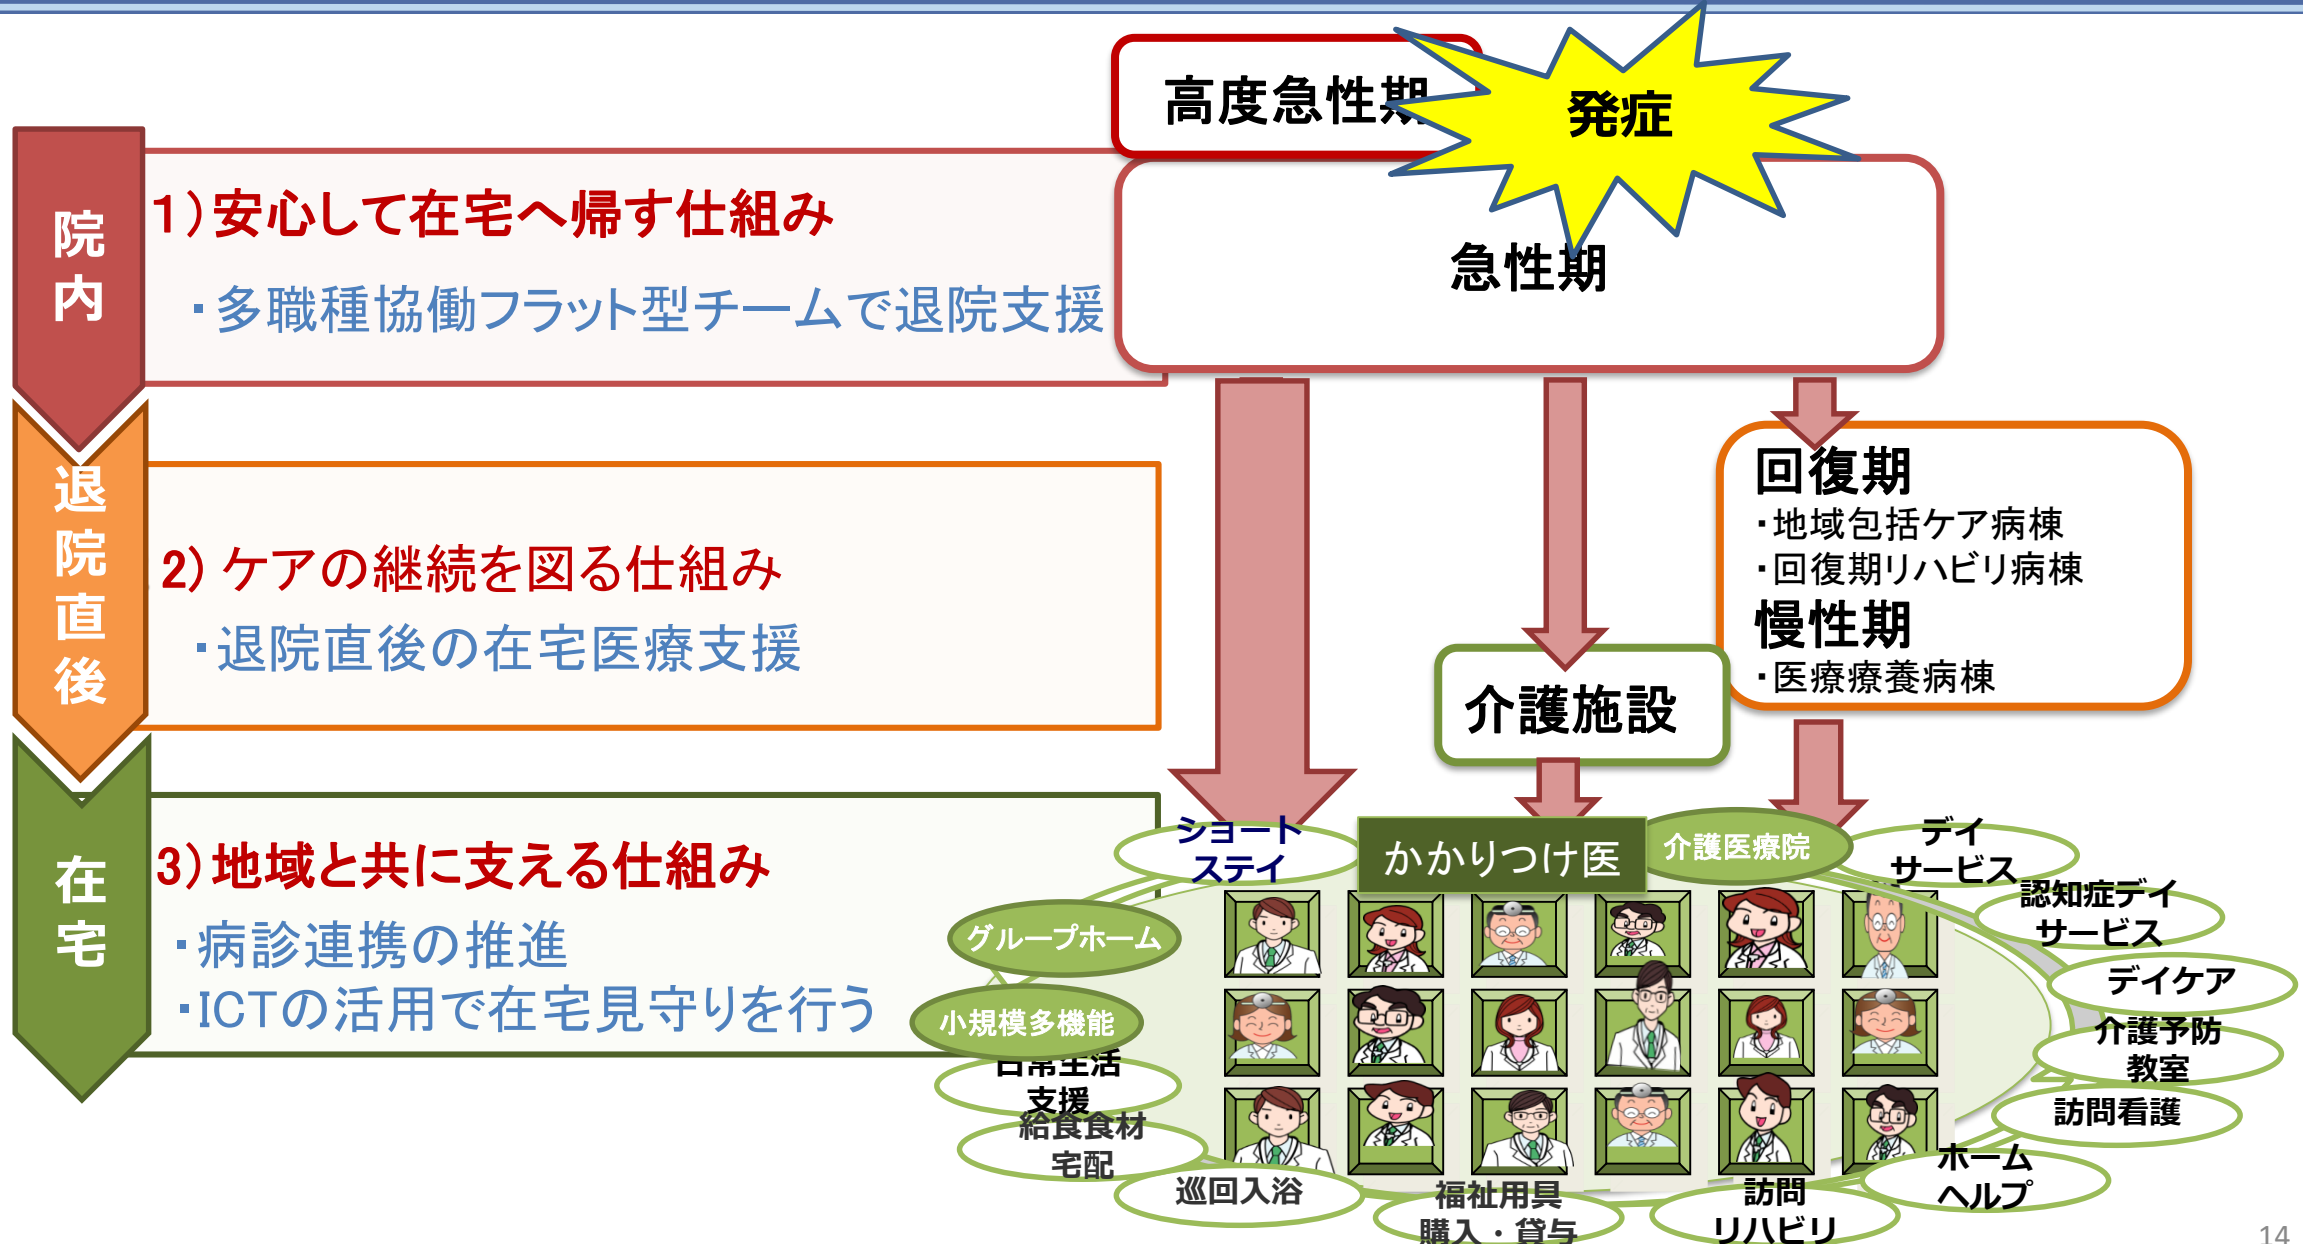 高度急性期
発症
院内
1)安心して在宅へ帰す仕組み
・多職種協働フラット型チームで退院支援
急性期
退院直後
2) ケアの継続を図る仕組み
・退院直後の在宅医療支援
回復期
・地域包括ケア病棟
・回復期リハビリ病棟
慢性期
・医療療養病棟
介護施設
在宅
3)地域と共に支える仕組み
・病診連携の推進
・ICTの活用で在宅見守りを行う
ショート
ステイ
かかりつけ医
介護医療院
デイ
サービス
認知症デイ
サービス
グループホーム
デイケア
小規模多機能
介護予防
教室
日常生活
支援
訪問看護
給食食材
宅配
ホーム
ヘルプ
巡回入浴
福祉用具
購入・貸与
訪問
リハビリ
14